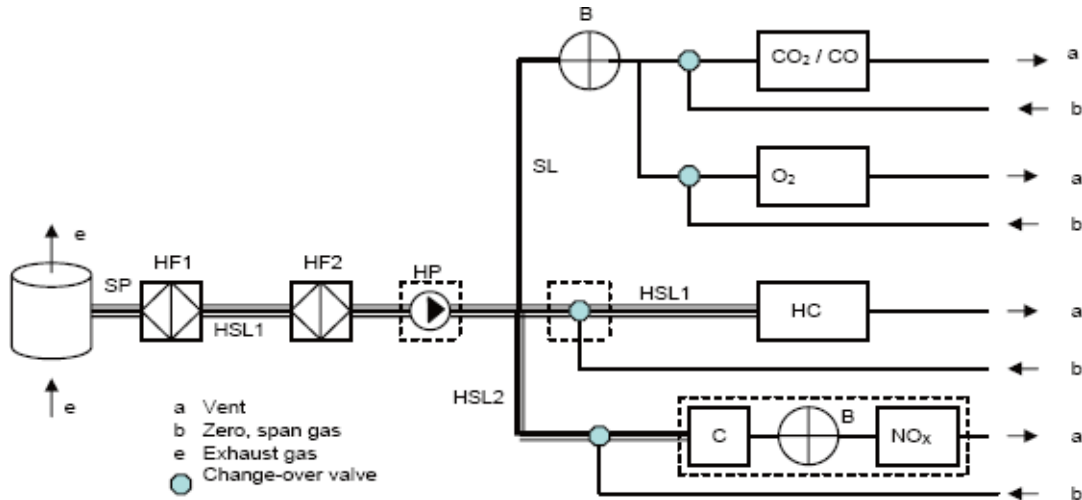 B
CO₂ / CO
a
b
SL
O₂
a
b
e
SP
HF1
HF2
HP
HSL1
HSL1
HC
a
b
e
HSL2
a Vent
b Zero, span gas
e Exhaust gas
Change-over valve
C
B
NOx
a
b